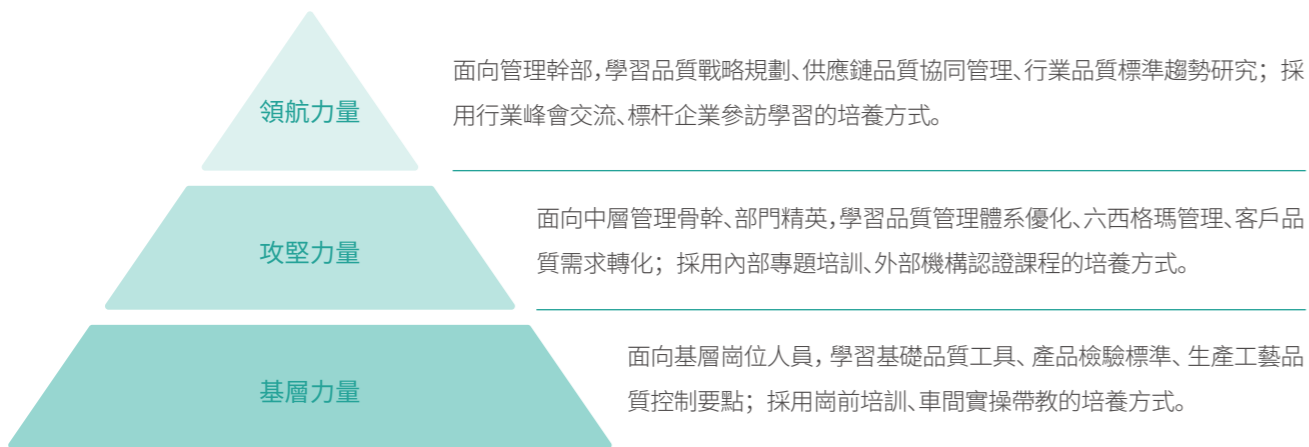 領航力量
面向管理幹部,學習品質戰略規劃、供應鏈品質協同管理、行業品質標準趨勢研究；採
用行業峰會交流、標杆企業參訪學習的培養方式。
攻堅力量
面向中層管理骨幹、部門精英,學習品質管理體系優化、六西格瑪管理、客戶品
質需求轉化；採用內部專題培訓、外部機構認證課程的培養方式。
基層力量
面向基層崗位人員,學習基礎品質工具、產品檢驗標準、生產工藝品
質控制要點；採用崗前培訓、車間實操帶教的培養方式。